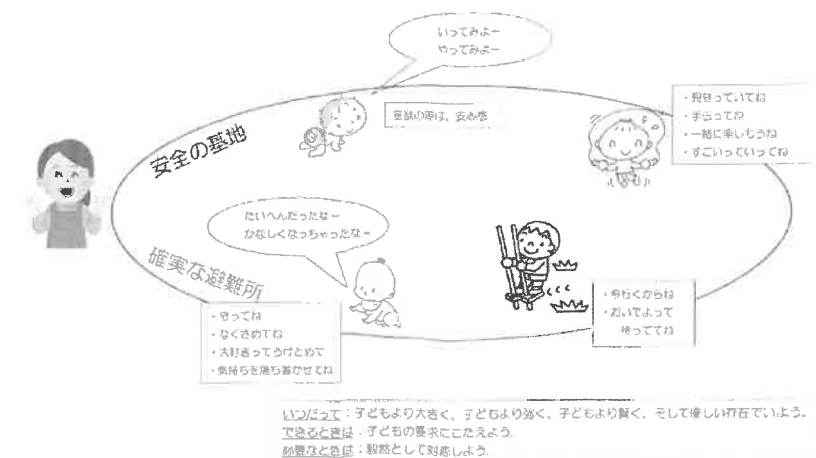 いってみよー
やってみよー
安全の基地
意欲の源は、安心感
・見守っていてね
・手伝ってね
・一緒に楽しもうね
・すごいっていってね
たいへんだったなー
かなしくなっちゃったなー
確実な避難所
・守ってね
・なぐさめてね
・大好きってうけとめて
・気持ちを落ち着かせてね
・今行くからね
・おいでよって
待っててね
いつだって：子どもより大きく、子どもより強く、子どもより賢く、そして優しい存在でいよう。
できるときは：子どもの要求にこたえよう。
必要なときは：毅然として対応しよう。